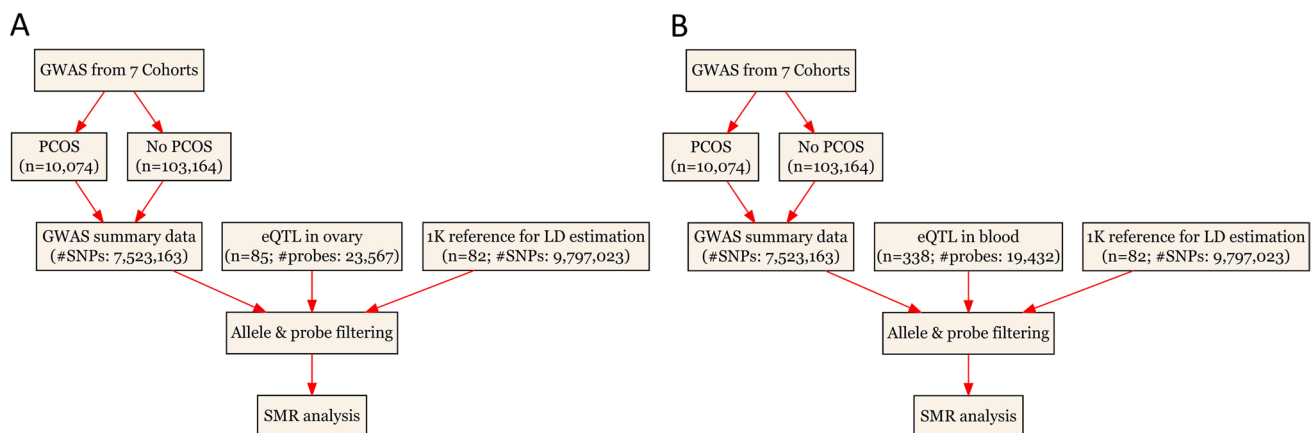 A
GWAS from 7 Cohorts
PCOS
(n=10,074)
No PCOS
(n=103,164)
GWAS summary data
(#SNPs: 7,523,163)
eQTL in ovary
(n=85; #probes: 23,567)
1K reference for LD estimation
(n=82; #SNPs: 9,797,023)
Allele & probe filtering
SMR analysis
B
GWAS from 7 Cohorts
PCOS
(n=10,074)
No PCOS
(n=103,164)
GWAS summary data
(#SNPs: 7,523,163)
eQTL in blood
(n=338; #probes: 19,432)
1K reference for LD estimation
(n=82; #SNPs: 9,797,023)
Allele & probe filtering
SMR analysis